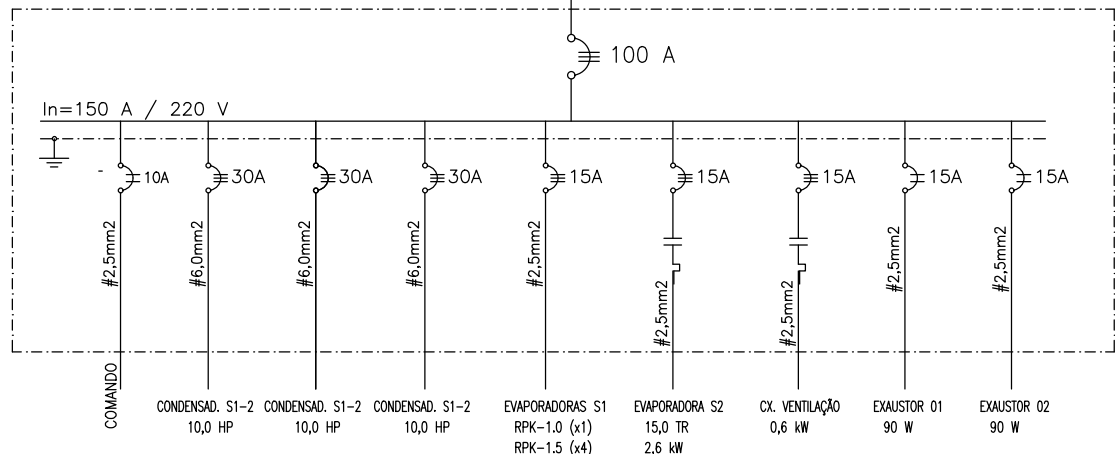 100 A
In=150 A / 220 V
10A
30A
30A
30A
15A
15A
15A
15A
15A
#2,5mm2
#6,0mm2
#6,0mm2
#6,0mm2
#2,5mm2
#2,5mm2
#2,5mm2
#2,5mm2
#2,5mm2
COMANDO
CONDENSAD. S1-2
10,0 HP
CONDENSAD. S1-2
10,0 HP
CONDENSAD. S1-2
10,0 HP
EVAPORADORAS S1
RPK-1.0 (x1)
RPK-1.5 (x4)
EVAPORADORA S2
15,0 TR
2,6 kW
CX. VENTILAÇÃO
0,6 kW
EXAUSTOR 01
90 W
EXAUSTOR 02
90 W